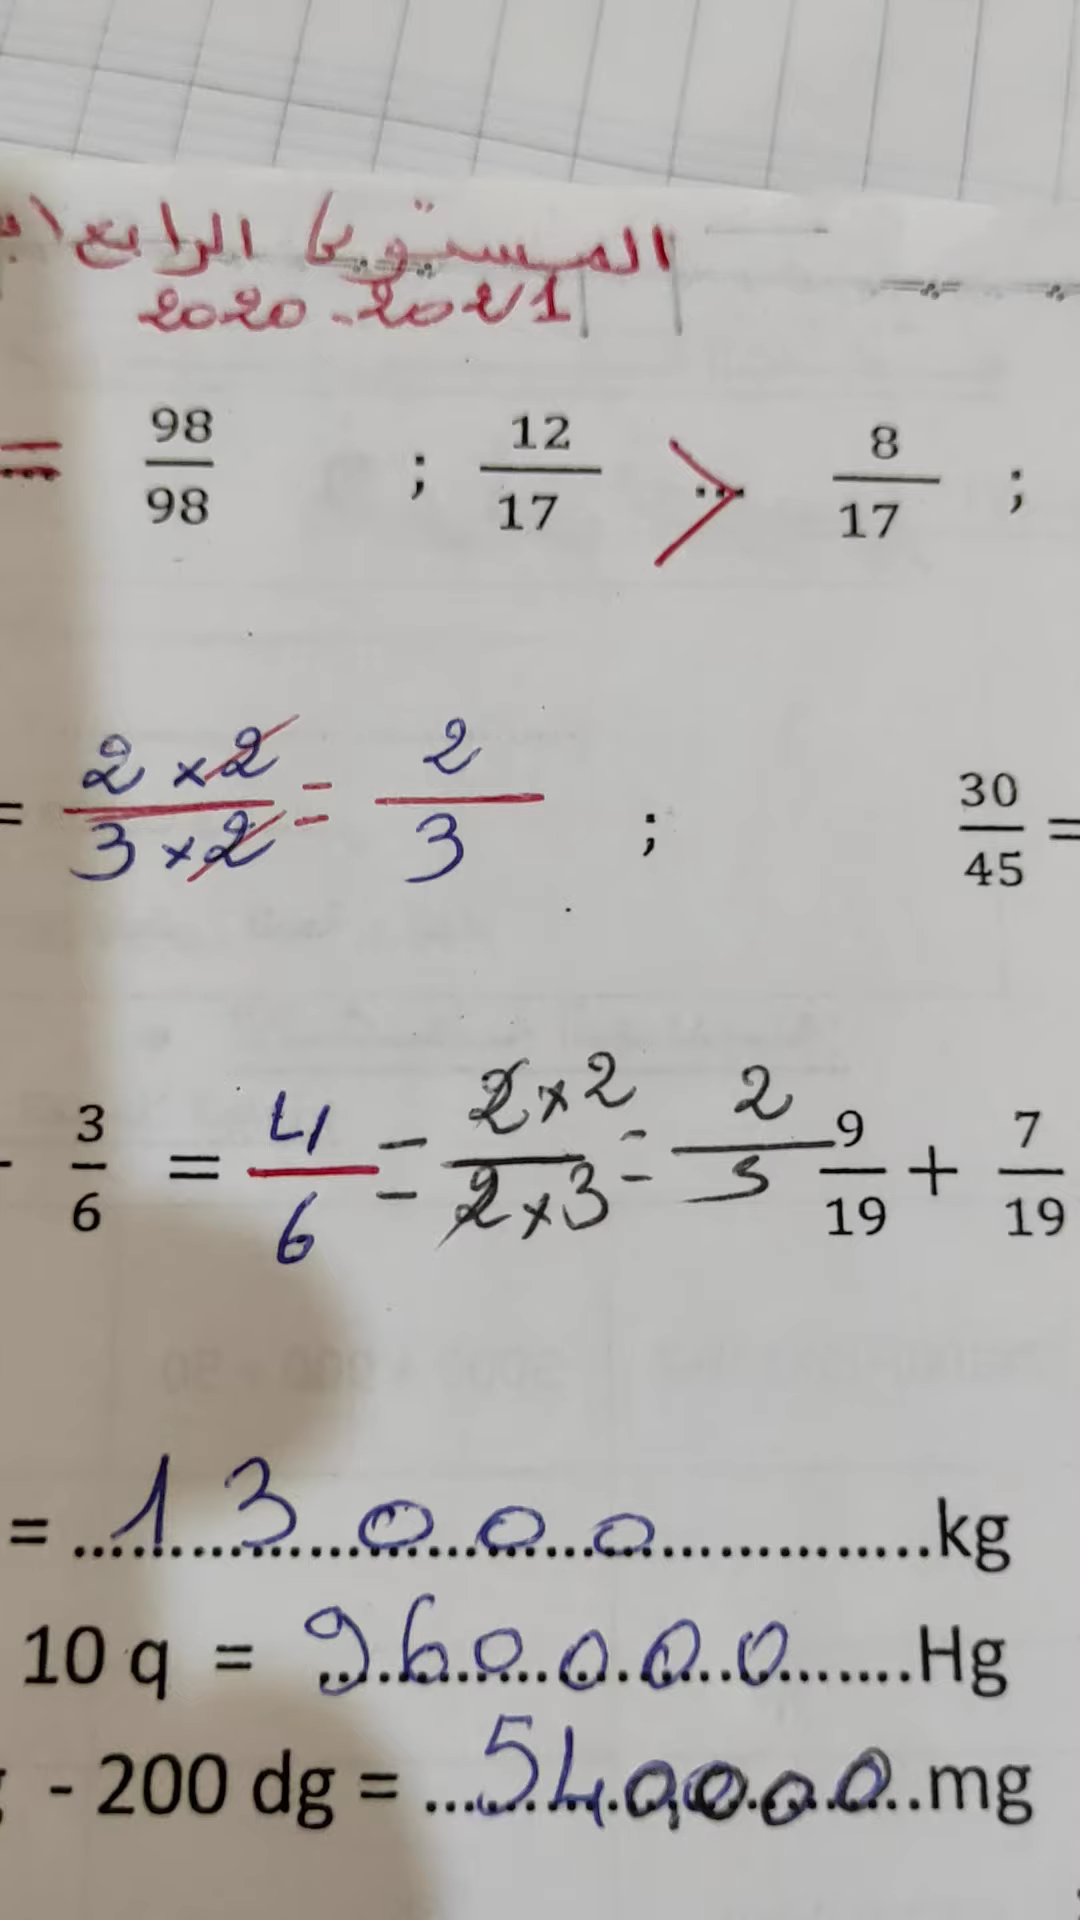 المستوى الرابع
2020-2021
= 98/98 ; 12/17 > 8/17 ;
= 2×2/3×2 = 2/3 ; 30/45 =
- 3/6 = 4/6 = 2×2/2×3 = 2/3 9/19 + 7/19
= 13000 kg
10 q = 960000 Hg
- 200 dg = 540000 mg